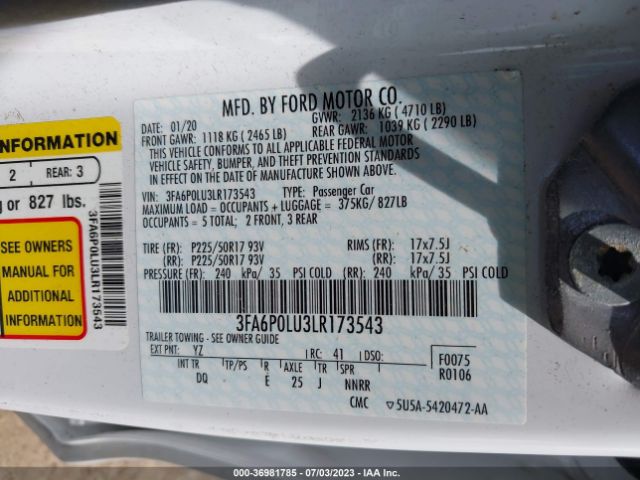 INFORMATION
2 REAR: 3
g or 827 lbs.
SEE OWNERS
MANUAL FOR
ADDITIONAL
INFORMATION
3FA6P0LU3LR173543
MFD. BY FORD MOTOR CO.
DATE: 01/20 GVWR: 2136 KG ( 4710 LB)
FRONT GAWR: 1118 KG ( 2465 LB) REAR GAWR: 1039 KG ( 2290 LB)
THIS VEHICLE CONFORMS TO ALL APPLICABLE FEDERAL MOTOR
VEHICLE SAFETY, BUMPER, AND THEFT PREVENTION STANDARDS
IN EFFECT ON THE DATE OF MANUFACTURE SHOWN ABOVE.
VIN: 3FA6P0LU3LR173543 TYPE: Passenger Car
MAXIMUM LOAD = OCCUPANTS + LUGGAGE = 375KG/ 827LB
OCCUPANTS = 5 TOTAL; 2 FRONT, 3 REAR
TIRE (FR): P225/50R17 93V RIMS (FR): 17x7.5J
(RR): P225/50R17 93V (RR): 17x7.5J
PRESSURE (FR): 240 kPa/ 35 PSI COLD (RR): 240 kPa/ 35 PSI COLD
3FA6P0LU3LR173543
TRAILER TOWING - SEE OWNER GUIDE
EXT PNT: YZ RC: 41 DSO: F0075
INT TR TP/PS R AXLE TR SPR R0106
DQ E 25 J NNRR
CMC ▽5U5A-5420472-AA
000-36981785 - 07/03/2023 - IAA Inc.